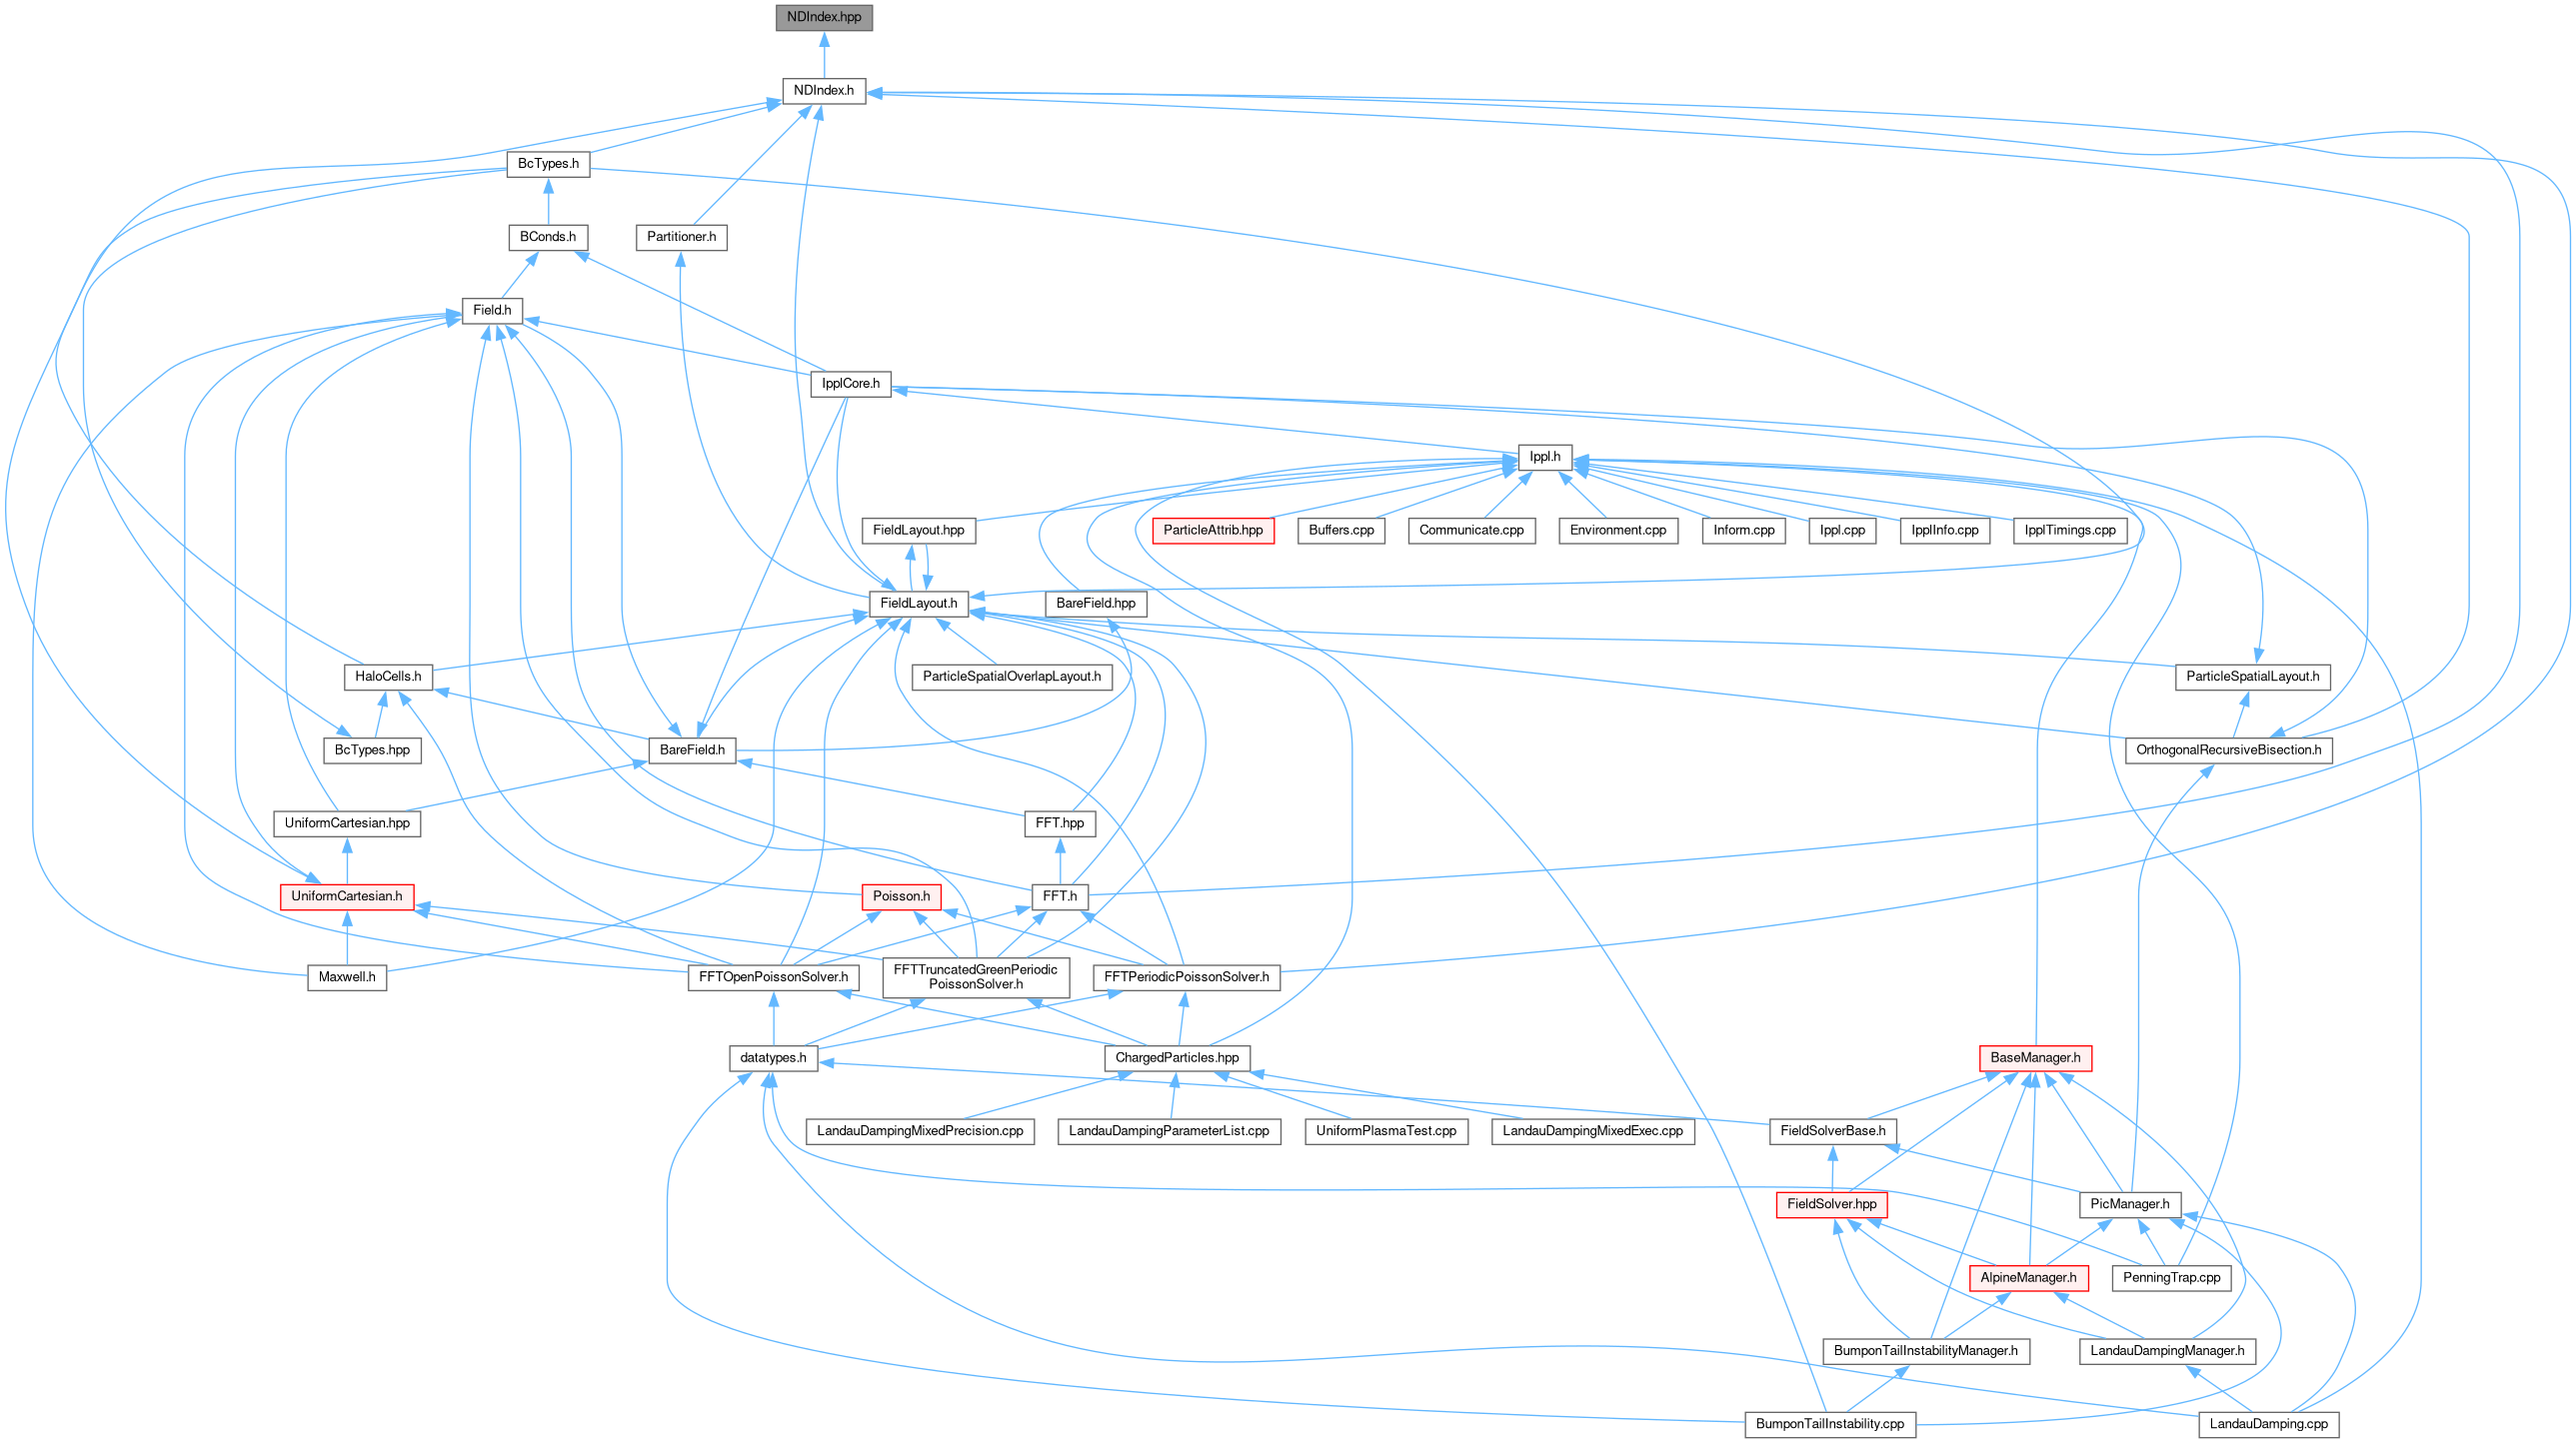 NDIndex.hpp
NDIndex.h
BcTypes.h
BConds.h
Partitioner.h
Field.h
IpplCore.h
Ippl.h
FieldLayout.hpp
ParticleAttrib.hpp
Buffers.cpp
Communicate.cpp
Environment.cpp
Inform.cpp
Ippl.cpp
IpplInfo.cpp
IpplTimings.cpp
FieldLayout.h
BareField.hpp
HaloCells.h
ParticleSpatialOverlapLayout.h
ParticleSpatialLayout.h
BcTypes.hpp
BareField.h
OrthogonalRecursiveBisection.h
UniformCartesian.hpp
FFT.hpp
UniformCartesian.h
Poisson.h
FFT.h
Maxwell.h
FFTOpenPoissonSolver.h
FFTTruncatedGreenPeriodic
PoissonSolver.h
FFTPeriodicPoissonSolver.h
datatypes.h
ChargedParticles.hpp
BaseManager.h
LandauDampingMixedPrecision.cpp
LandauDampingParameterList.cpp
UniformPlasmaTest.cpp
LandauDampingMixedExec.cpp
FieldSolverBase.h
FieldSolver.hpp
PicManager.h
AlpineManager.h
PenningTrap.cpp
BumponTailInstabilityManager.h
LandauDampingManager.h
BumponTailInstability.cpp
LandauDamping.cpp